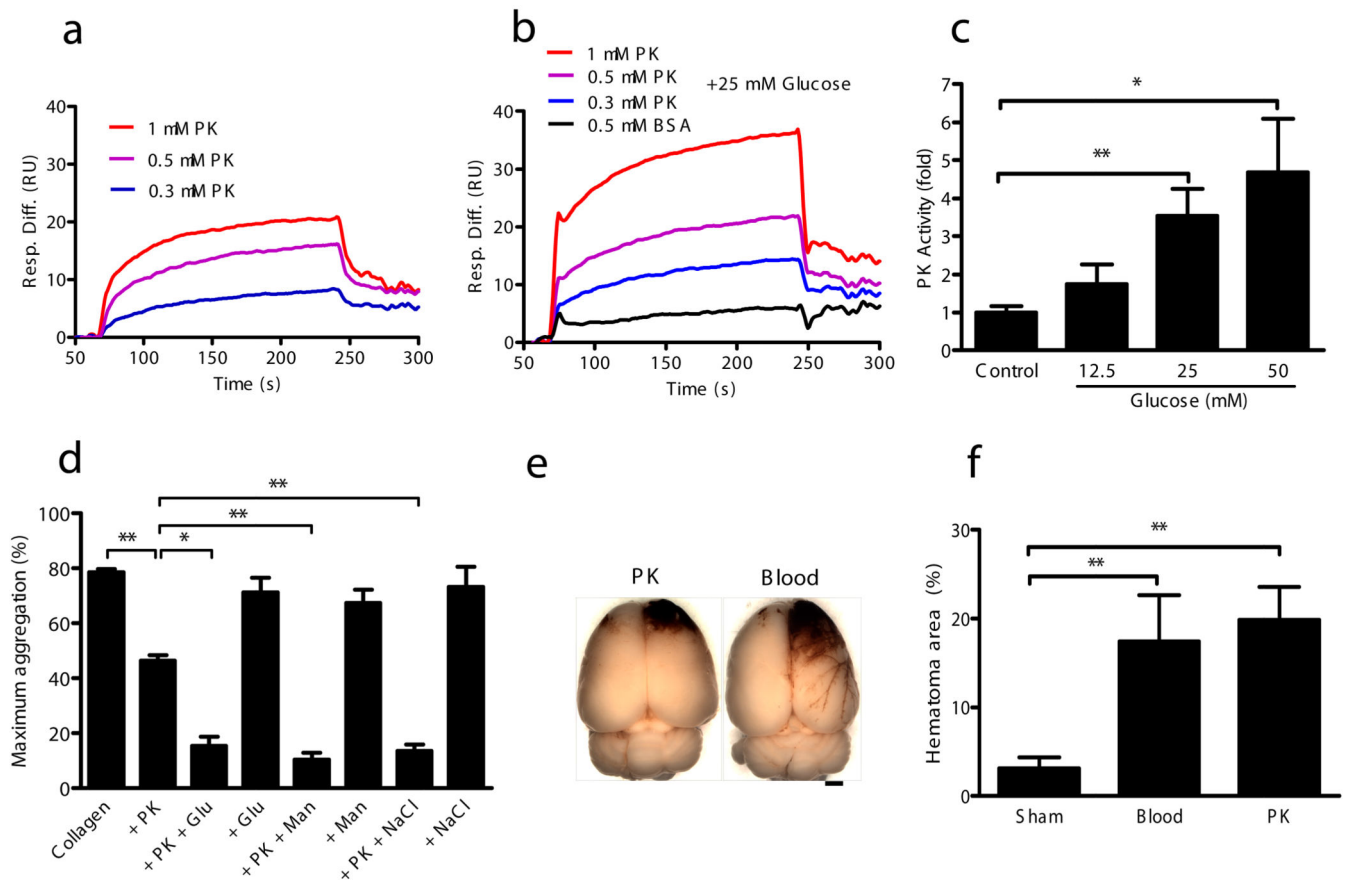 a
40
30
20
10
0
Resp. Diff. (RU)
1 mM PK
0.5 mM PK
0.3 mM PK
50 100 150 200 250 300
Time (s)
b
1 mM PK
0.5 mM PK
0.3 mM PK
0.5 mM BSA
+25 mM Glucose
40
30
20
10
0
Resp. Diff. (RU)
50 100 150 200 250 300
Time (s)
c
7
6
5
4
3
2
1
0
PK Activity (fold)
*
**
Control 12.5 25 50
Glucose (mM)
d
100
80
60
40
20
0
Maximum aggregation (%)
**
**
** *
Collagen
+ PK
+ PK + Glu
+ Glu
+ PK + Man
+ Man
+ PK + NaCl
+ NaCl
e
PK Blood
f
30
20
10
0
Hematoma area (%)
**
**
Sham Blood PK